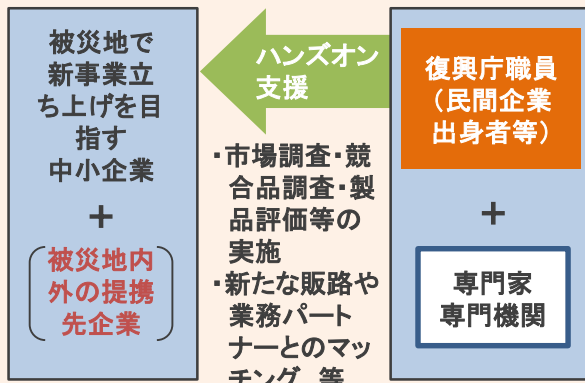 被災地で
新事業立
ち上げを目
指す
中小企業
+
被災地内
外の提携
先企業
ハンズオン
支援
・市場調査・競
合品調査・製
品評価等の
実施
・新たな販路や
業務パート
ナーとのマッ
チング 等
復興庁職員
(民間企業
出身者等)
+
専門家
専門機関